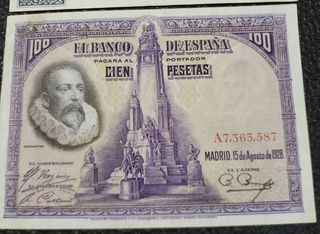 100
EL BANCO DE ESPAÑA
100
PAGARÁ AL PORTADOR
CIEN PESETAS
A7,363,587
MADRID, 15 de Agosto de 1928.
CERVANTES
EL GOBERNADOR
EL INTERVENTOR
EL CAJERO